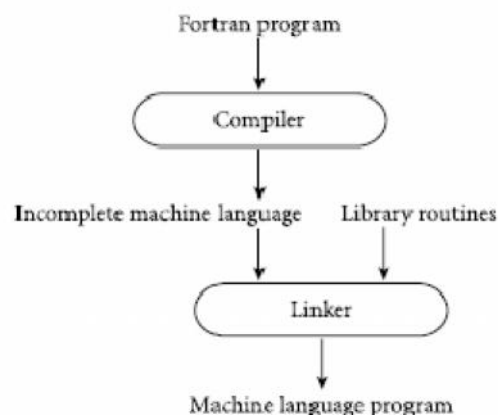 Fortran program
Compiler
Incomplete machine language
Library routines
Linker
Machine language program